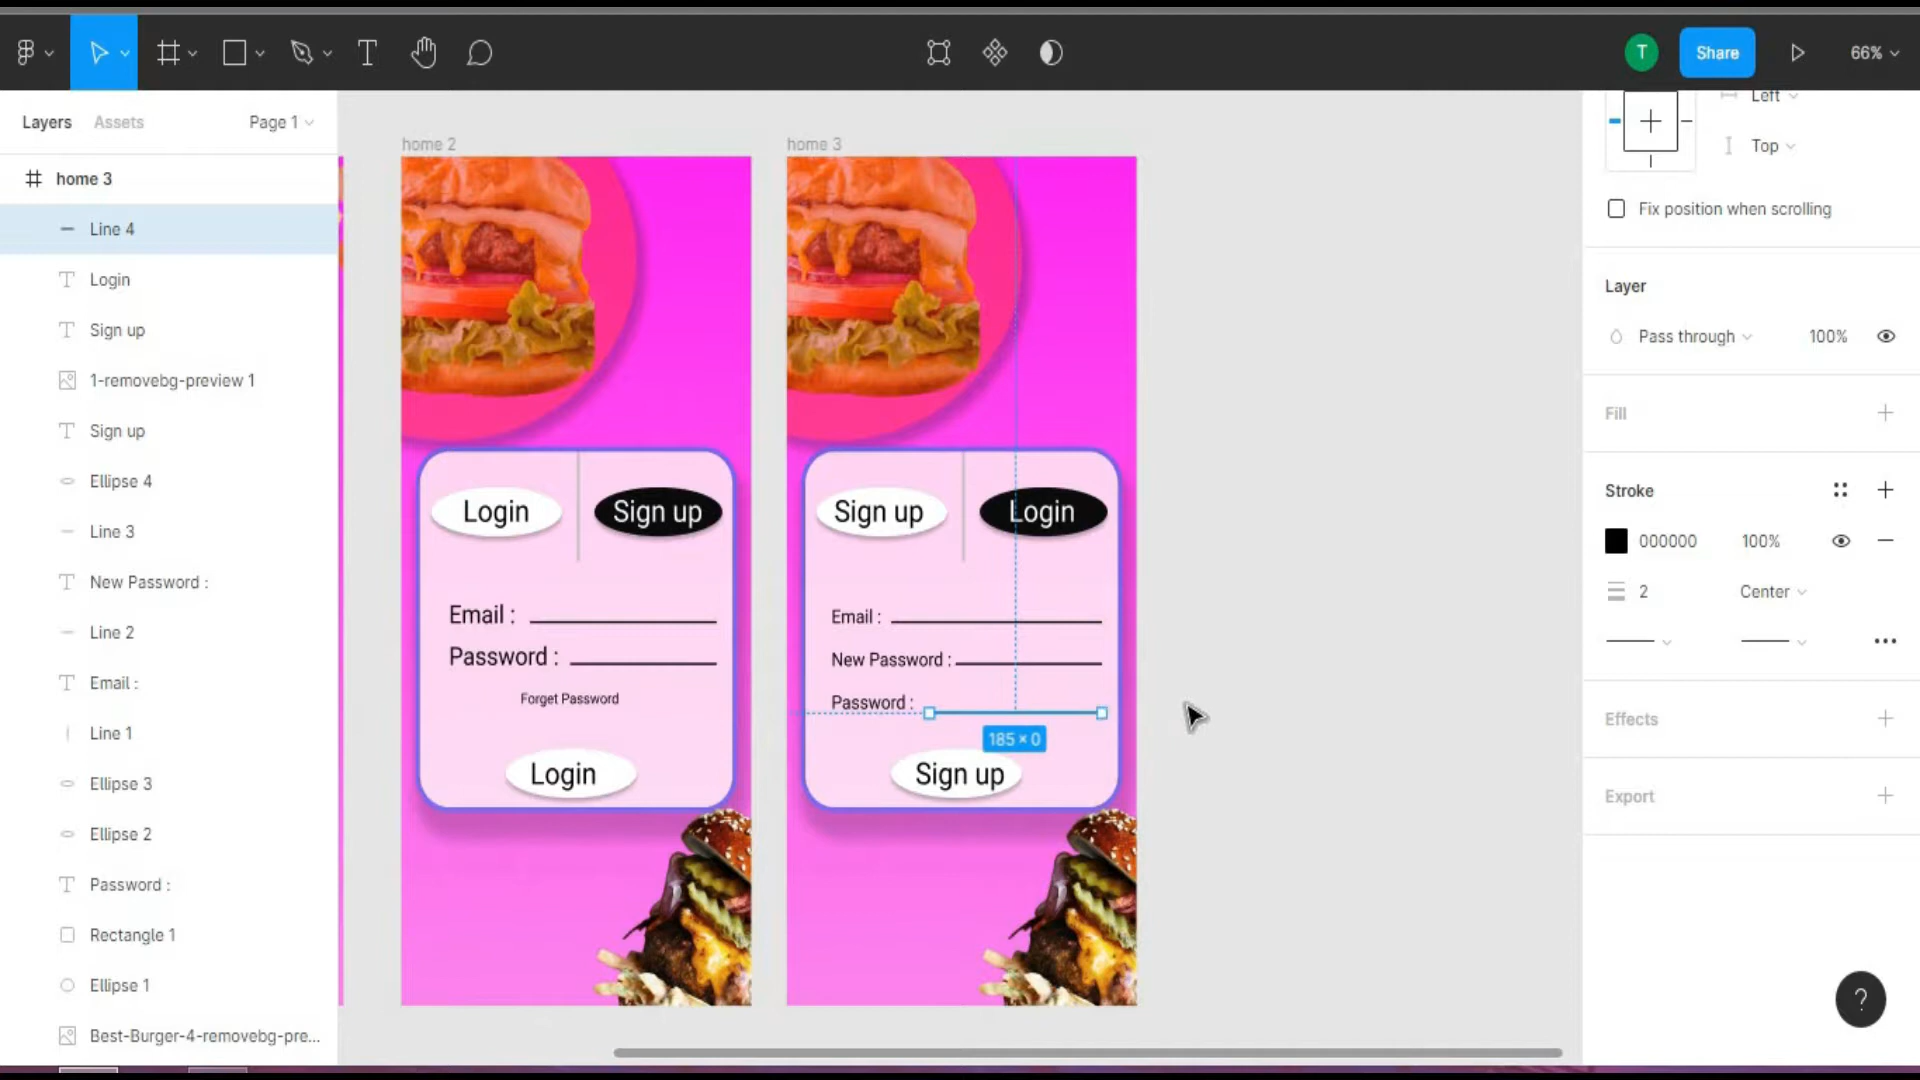 T
Share
66%
Layers
Assets
Page 1
home 3
Line 4
Login
Sign up
1-removebg-preview 1
Sign up
Ellipse 4
Line 3
New Password :
Line 2
Email :
Line 1
Ellipse 3
Ellipse 2
Password :
Rectangle 1
Ellipse 1
Best-Burger-4-removebg-pre...
home 2
Login
Sign up
Email :
Password :
Forget Password
Login
home 3
Sign up
Login
Email :
New Password :
Password :
185 × 0
Sign up
Left
Top
Fix position when scrolling
Layer
Pass through
100%
Fill
Stroke
000000
100%
2
Center
Effects
Export
?